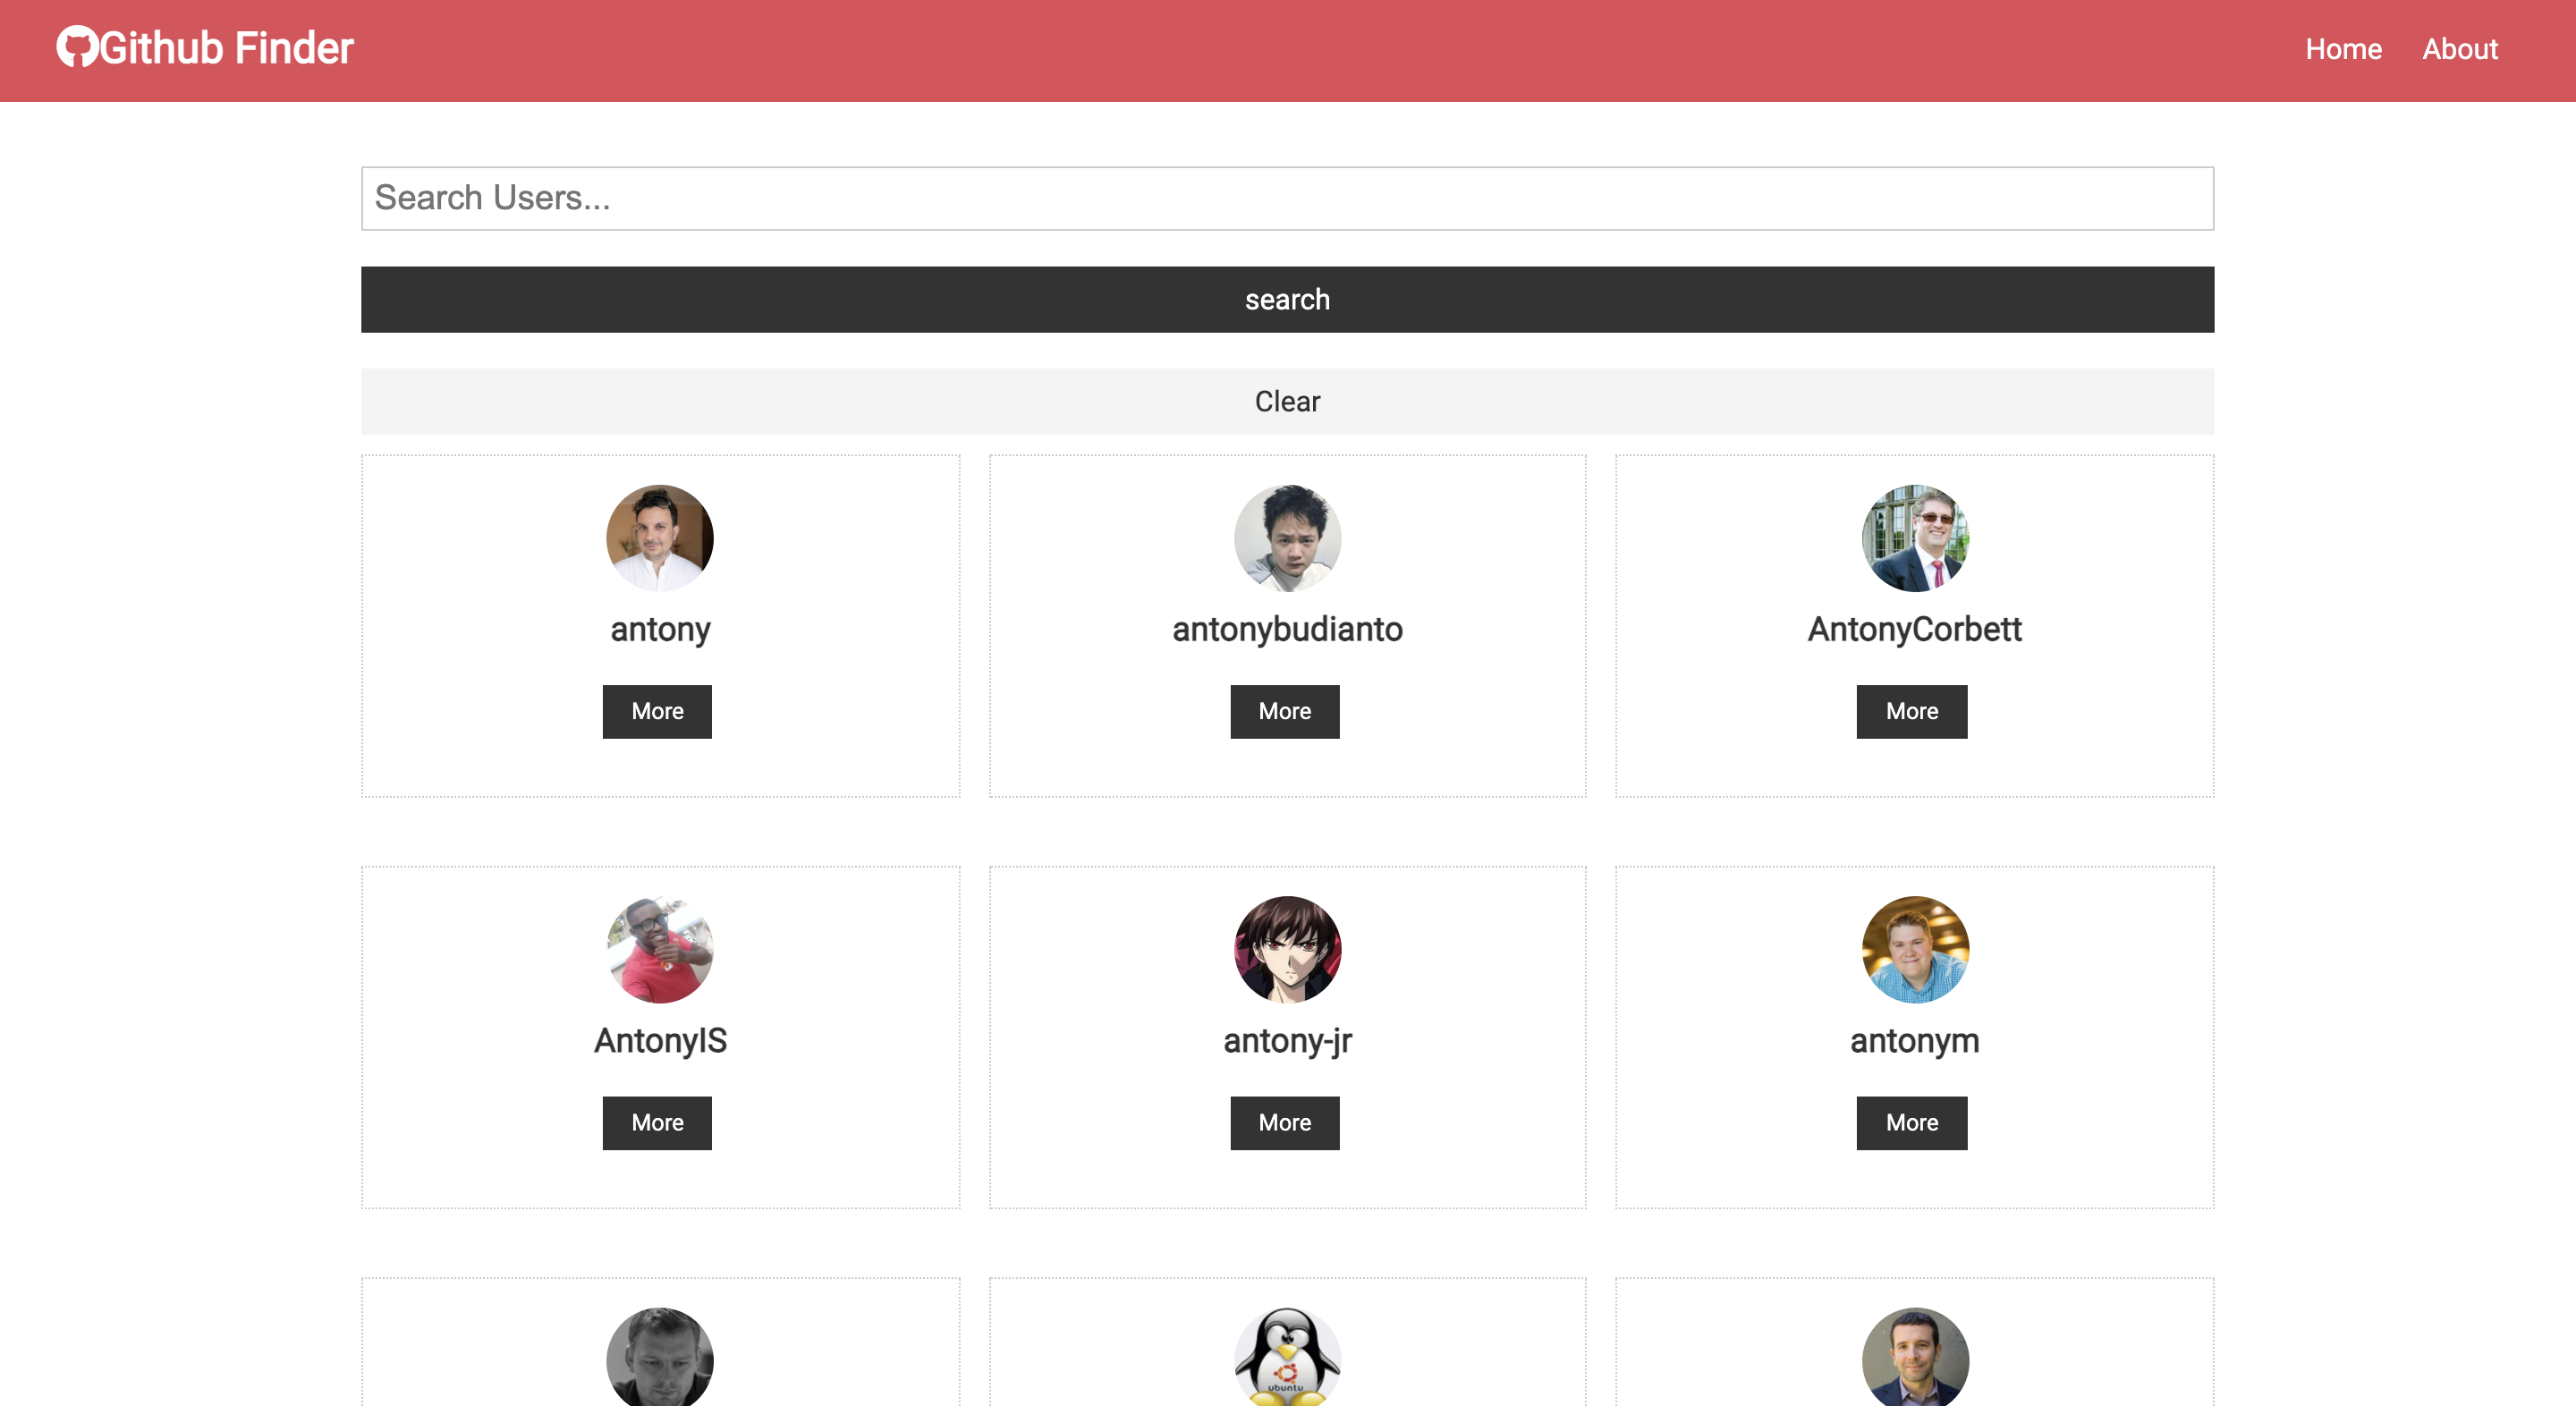 Github Finder
Home About
Search Users...
search
Clear
antony antonybudianto AntonyCorbett
More More More
AntonyIS antony-jr antonym
More More More
ubuntu